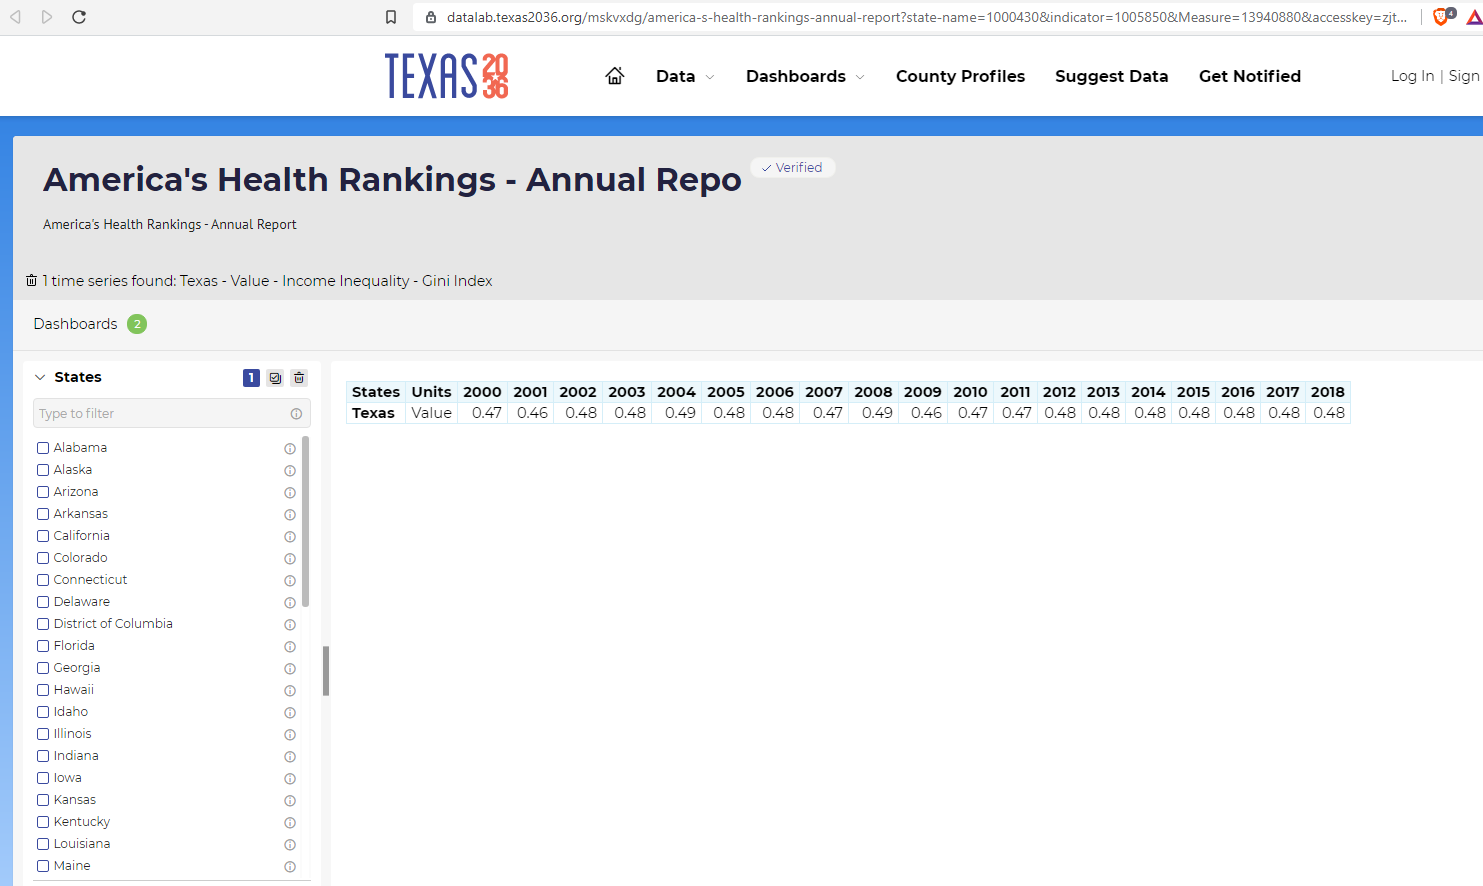 datalab.texas2036.org/mskvxdg/america-s-health-rankings-annual-report?state-name=1000430&indicator=1005850&Measure=13940880&accesskey=zjt...
4
TEXAS 2036
Data
Dashboards
County Profiles
Suggest Data
Get Notified
Log In | Sign
America's Health Rankings - Annual Repo
Verified
America's Health Rankings - Annual Report
1 time series found: Texas - Value - Income Inequality - Gini Index
Dashboards 2
States 1
Type to filter
Alabama
Alaska
Arizona
Arkansas
California
Colorado
Connecticut
Delaware
District of Columbia
Florida
Georgia
Hawaii
Idaho
Illinois
Indiana
Iowa
Kansas
Kentucky
Louisiana
Maine
States Units 2000 2001 2002 2003 2004 2005 2006 2007 2008 2009 2010 2011 2012 2013 2014 2015 2016 2017 2018
Texas Value 0.47 0.46 0.48 0.48 0.49 0.48 0.48 0.47 0.49 0.46 0.47 0.47 0.48 0.48 0.48 0.48 0.48 0.48 0.48